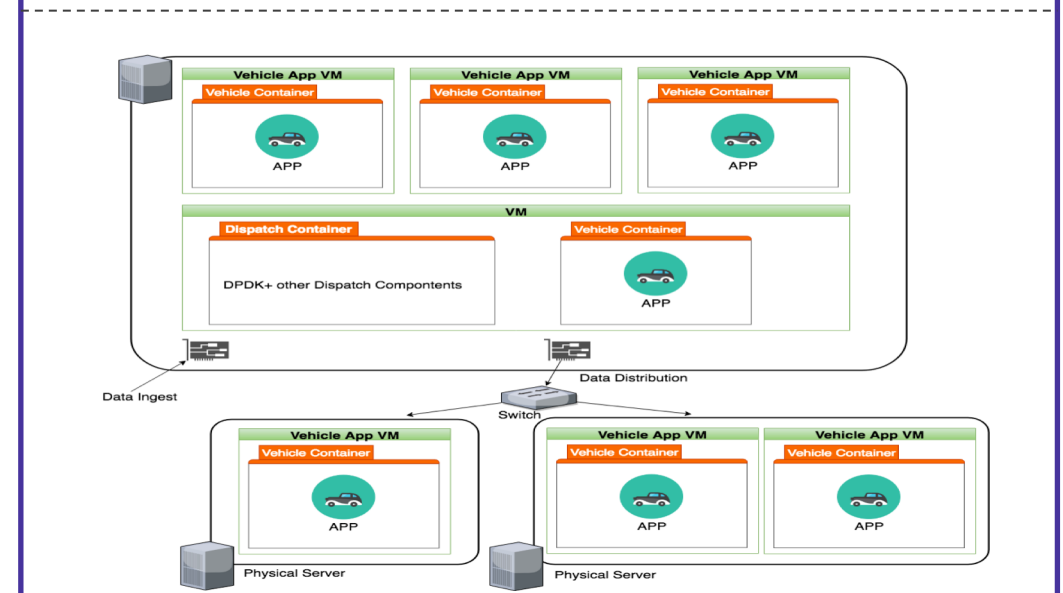 Vehicle App VM
Vehicle Container
APP
Vehicle App VM
Vehicle Container
APP
Vehicle App VM
Vehicle Container
APP
VM
Dispatch Container
DPDK+ other Dispatch Compontents
Vehicle Container
APP
Data Ingest
Data Distribution
Switch
Vehicle App VM
Vehicle Container
APP
Physical Server
Vehicle App VM
Vehicle Container
APP
Vehicle App VM
Vehicle Container
APP
Physical Server